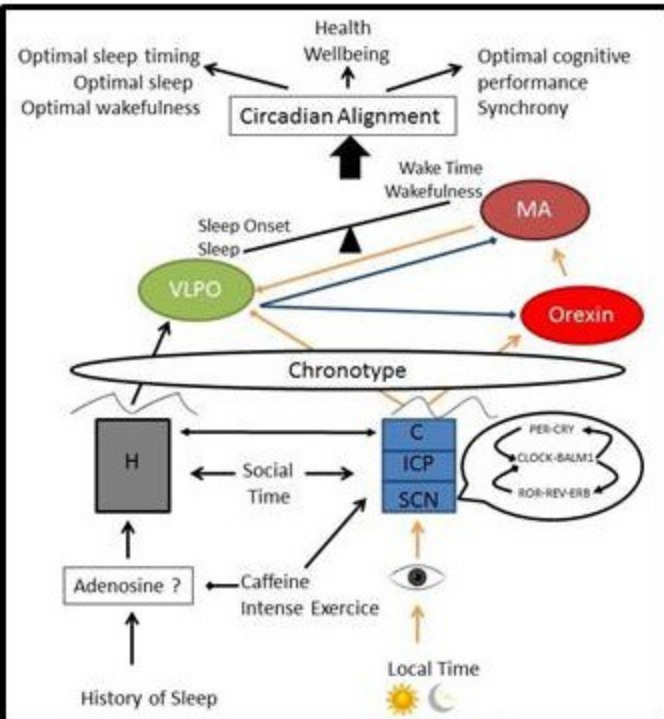 Health
Wellbeing
Optimal sleep timing
Optimal sleep
Optimal wakefulness
Optimal cognitive
performance
Synchrony
Circadian Alignment
Wake Time
Wakefulness
MA
Sleep Onset
Sleep
VLPO
Orexin
Chronotype
H
C
ICP
SCN
PER-CRY
CLOCK-BALM1
ROR-REV-ERB
Social
Time
Adenosine ?
Caffeine
Intense Exercice
Local Time
History of Sleep